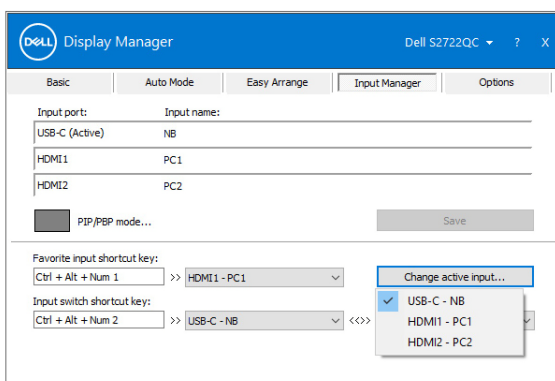 DELL Display Manager Dell S2722QC ? X
Basic Auto Mode Easy Arrange Input Manager Options
Input port: Input name:
USB-C (Active) NB
HDMI1 PC1
HDMI2 PC2
PIP/PBP mode... Save
Favorite input shortcut key:
Ctrl + Alt + Num 1 >> HDMI1 - PC1 Change active input...
Input switch shortcut key:
Ctrl + Alt + Num 2 >> USB-C - NB <<>>
USB-C - NB
HDMI1 - PC1
HDMI2 - PC2